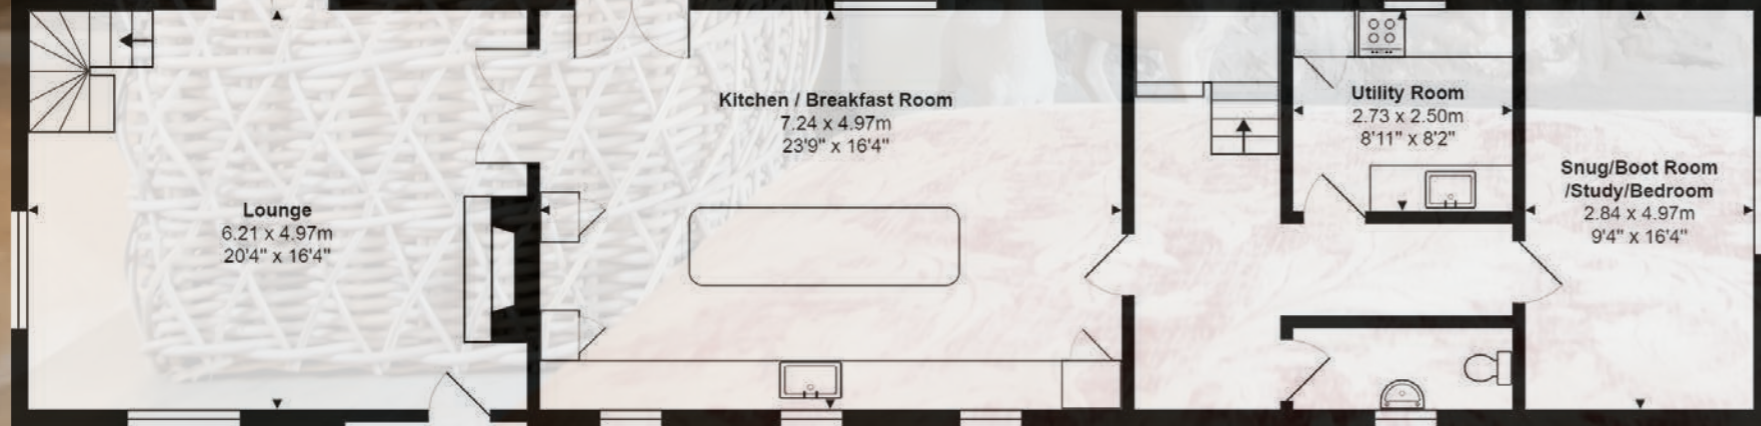 Kitchen / Breakfast Room
7.24 x 4.97m
23'9" x 16'4"
Utility Room
2.73 x 2.50m
8'11" x 8'2"
Snug/Boot Room
/Study/Bedroom
2.84 x 4.97m
9'4" x 16'4"
Lounge
6.21 x 4.97m
20'4" x 16'4"